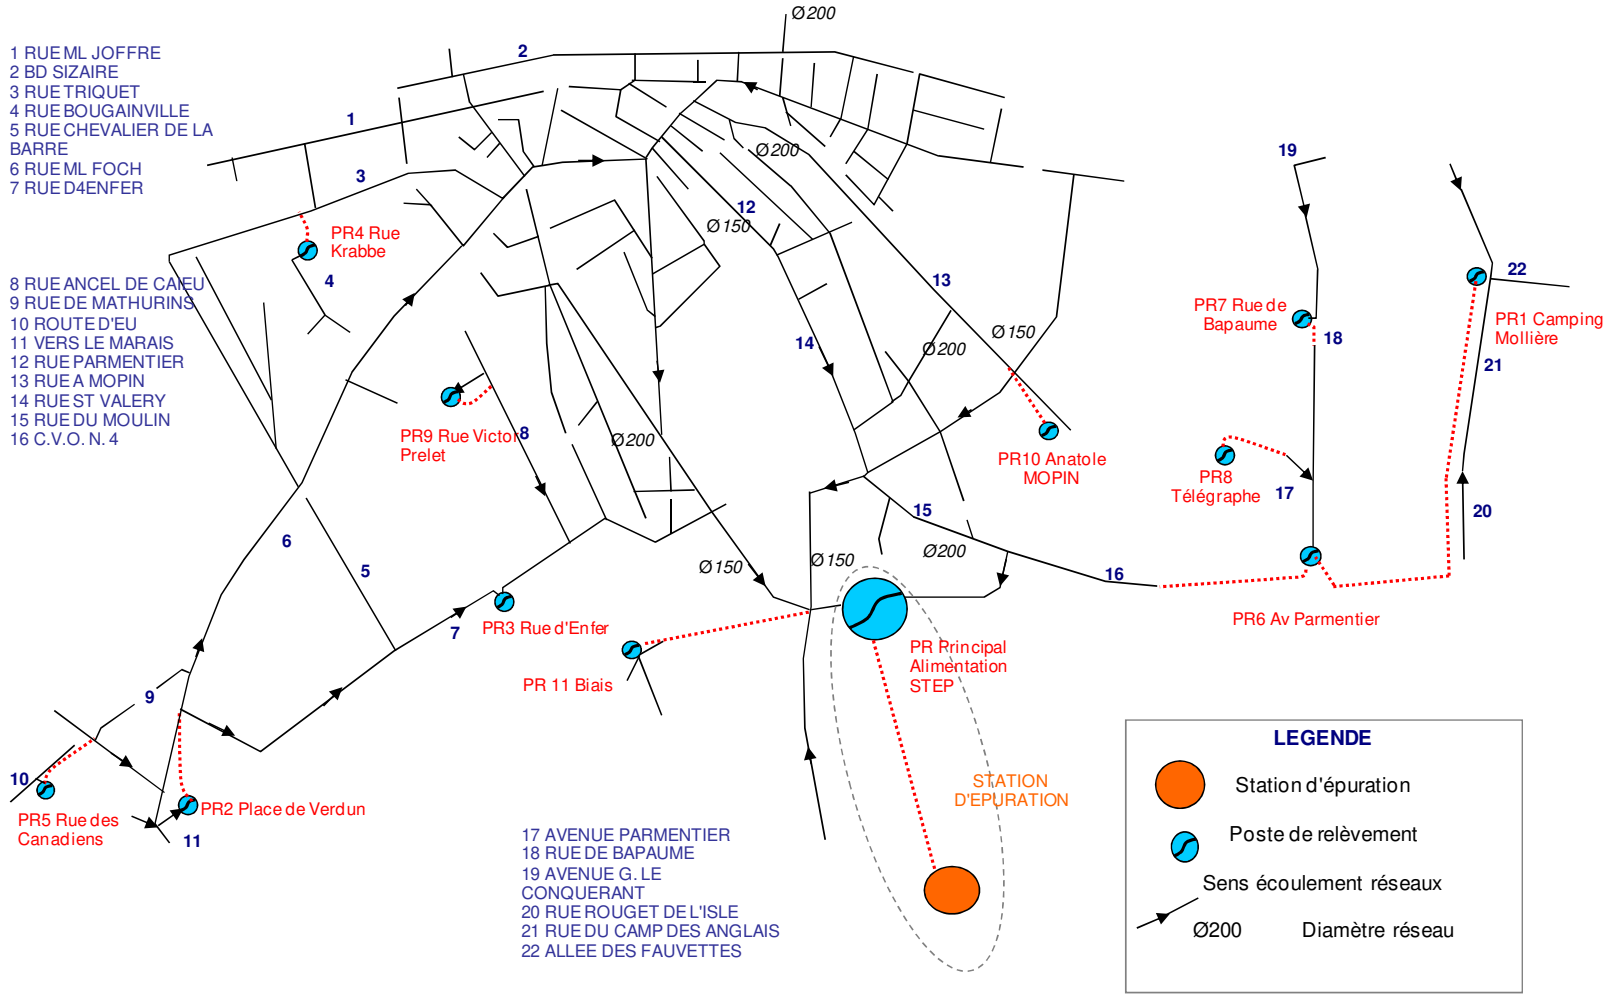 Ø200
1 RUE ML JOFFRE
2 BD SIZAIRE
3 RUE TRIQUET
4 RUE BOUGAINVILLE
5 RUE CHEVALIER DE LA
BARRE
6 RUE ML FOCH
7 RUE D4ENFER
8 RUE ANCEL DE CAIEU
9 RUE DE MATHURINS
10 ROUTE D'EU
11 VERS LE MARAIS
12 RUE PARMENTIER
13 RUE A MOPIN
14 RUE ST VALERY
15 RUE DU MOULIN
16 C.V.O. N. 4
2
1
3
Ø200
19
12
Ø150
PR4 Rue
Krabbe
4
13
22
PR7 Rue de
Bapaume
18
PR1 Camping
Mollière
21
14
Ø200
Ø150
PR9 Rue Victor
Prelet
8
Ø200
PR10 Anatole
MOPIN
PR8
Télégraphe
17
20
15
6
5
Ø150
Ø150
Ø200
16
7
PR3 Rue d'Enfer
PR6 Av Parmentier
PR Principal
Alimentation
STEP
PR 11 Biais
9
10
PR5 Rue des
Canadiens
PR2 Place de Verdun
11
STATION
D'EPURATION
17 AVENUE PARMENTIER
18 RUE DE BAPAUME
19 AVENUE G. LE
CONQUERANT
20 RUE ROUGET DE L'ISLE
21 RUE DU CAMP DES ANGLAIS
22 ALLEE DES FAUVETTES
LEGENDE
Station d'épuration
Poste de relèvement
Sens écoulement réseaux
Ø200 Diamètre réseau